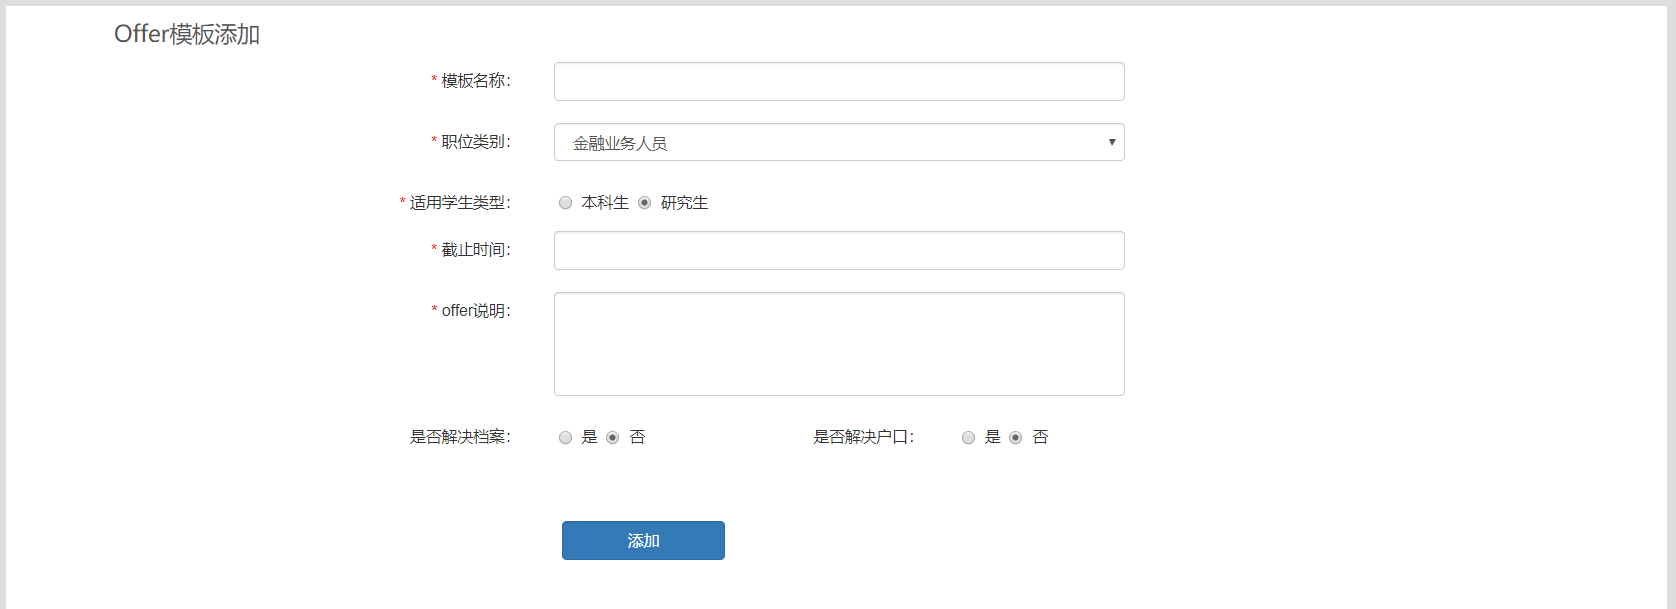 Offer模板添加
* 模板名称：
* 职位类别： 金融业务人员
* 适用学生类型： 本科生 研究生
* 截止时间：
* offer说明：
是否解决档案： 是 否 是否解决户口： 是 否
添加